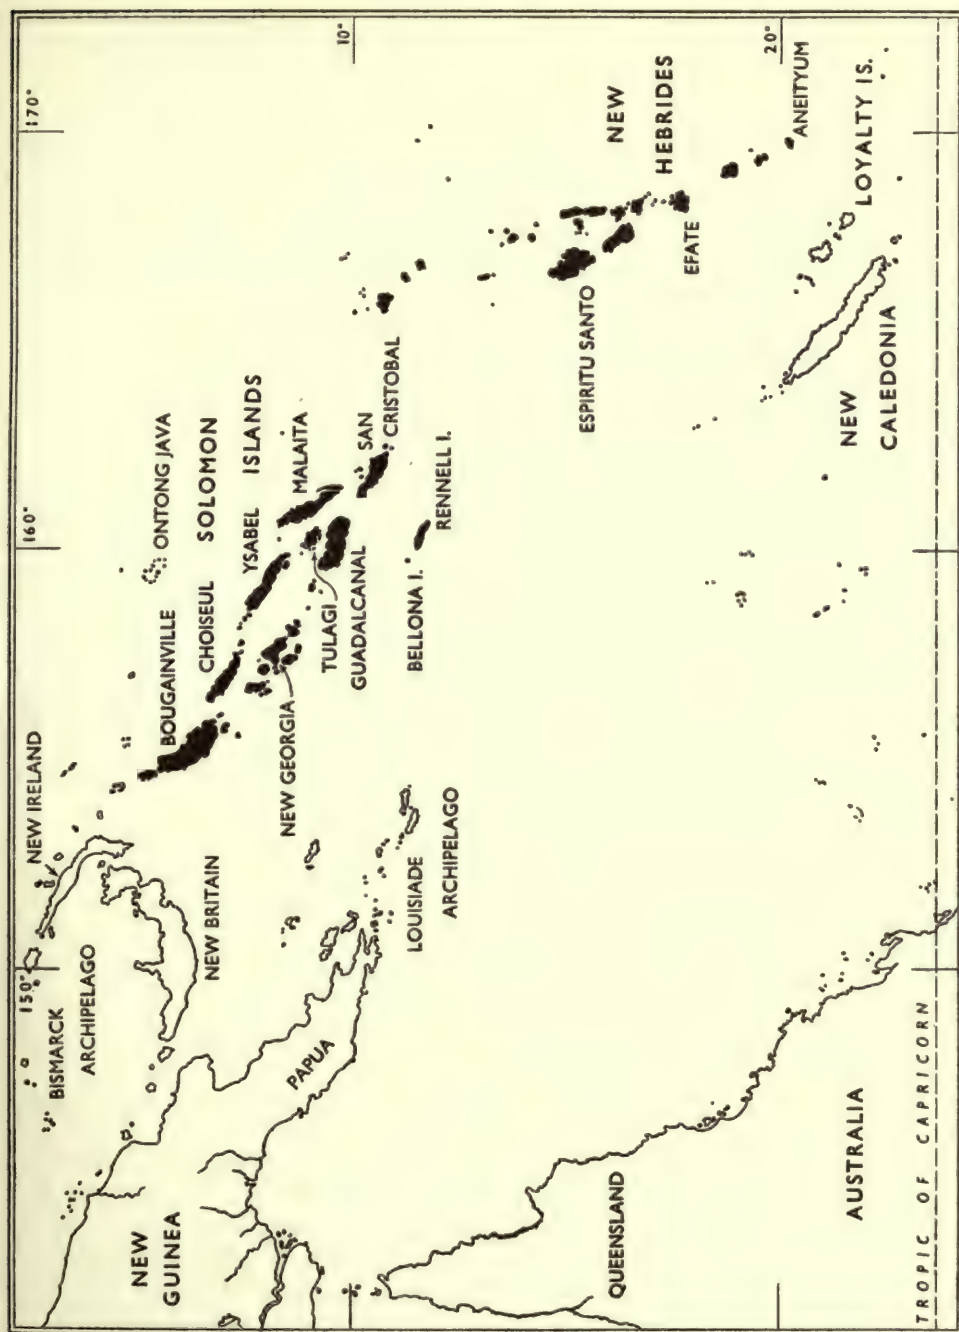 150°
160°
170°
10°
20°
BISMARCK
ARCHIPELAGO
NEW IRELAND
NEW BRITAIN
NEW
GUINEA
PAPUA
LOUISIADE
ARCHIPELAGO
BOUGAINVILLE
ONTONG JAVA
CHOISEUL
SOLOMON
ISLANDS
YSABEL
MALAITA
NEW GEORGIA
TULAGI
GUADALCANAL
SAN
CRISTOBAL
BELLONA I.
RENNELL I.
NEW
HEBRIDES
ESPIRITU SANTO
EFATE
ANEITYUM
LOYALTY IS.
NEW
CALEDONIA
QUEENSLAND
AUSTRALIA
TROPIC OF CAPRICORN